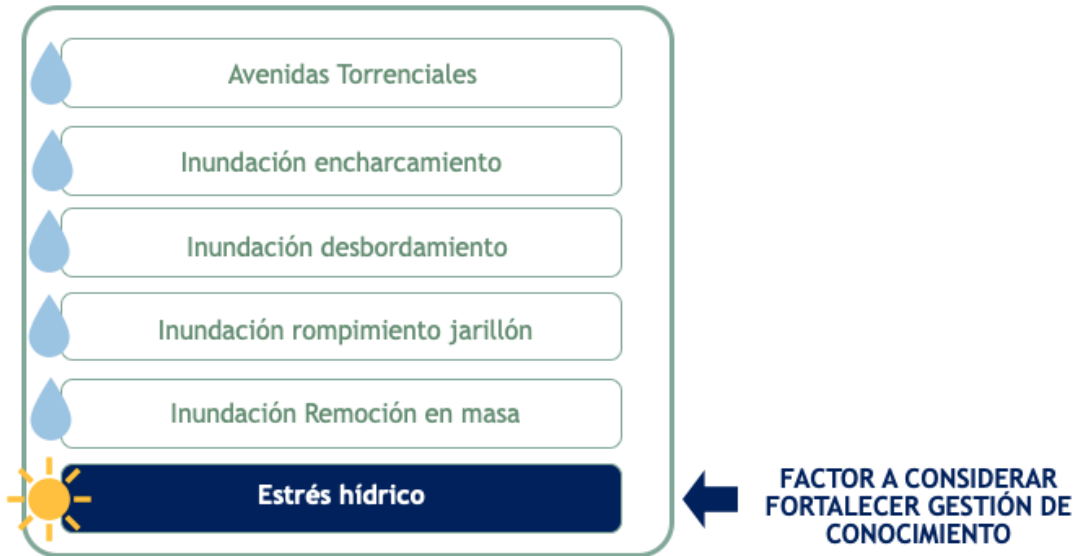 Avenidas Torrenciales
Inundación encharcamiento
Inundación desbordamiento
Inundación rompimiento jarillón
Inundación Remoción en masa
Estrés hídrico
FACTOR A CONSIDERAR
FORTALECER GESTIÓN DE
CONOCIMIENTO